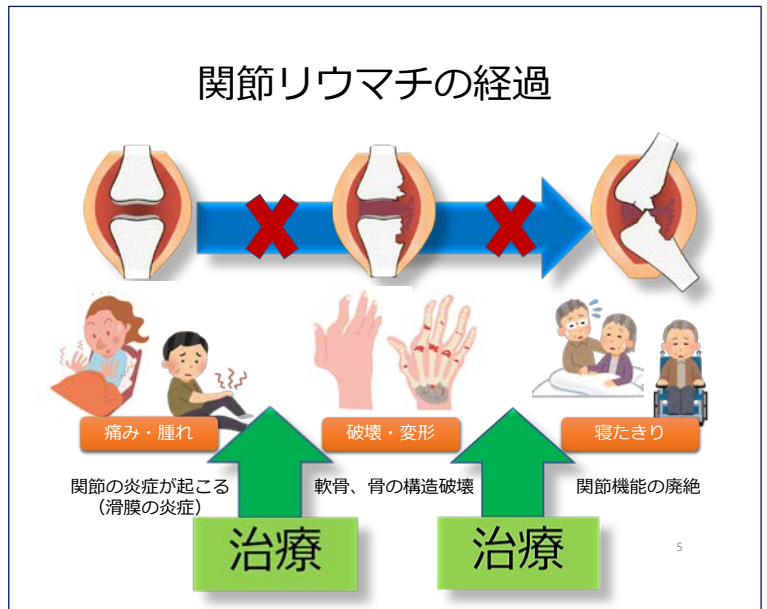 関節リウマチの経過
痛み・腫れ
破壊・変形
寝たきり
関節の炎症が起こる
（滑膜の炎症）
軟骨、骨の構造破壊
関節機能の廃絶
治療
治療
5